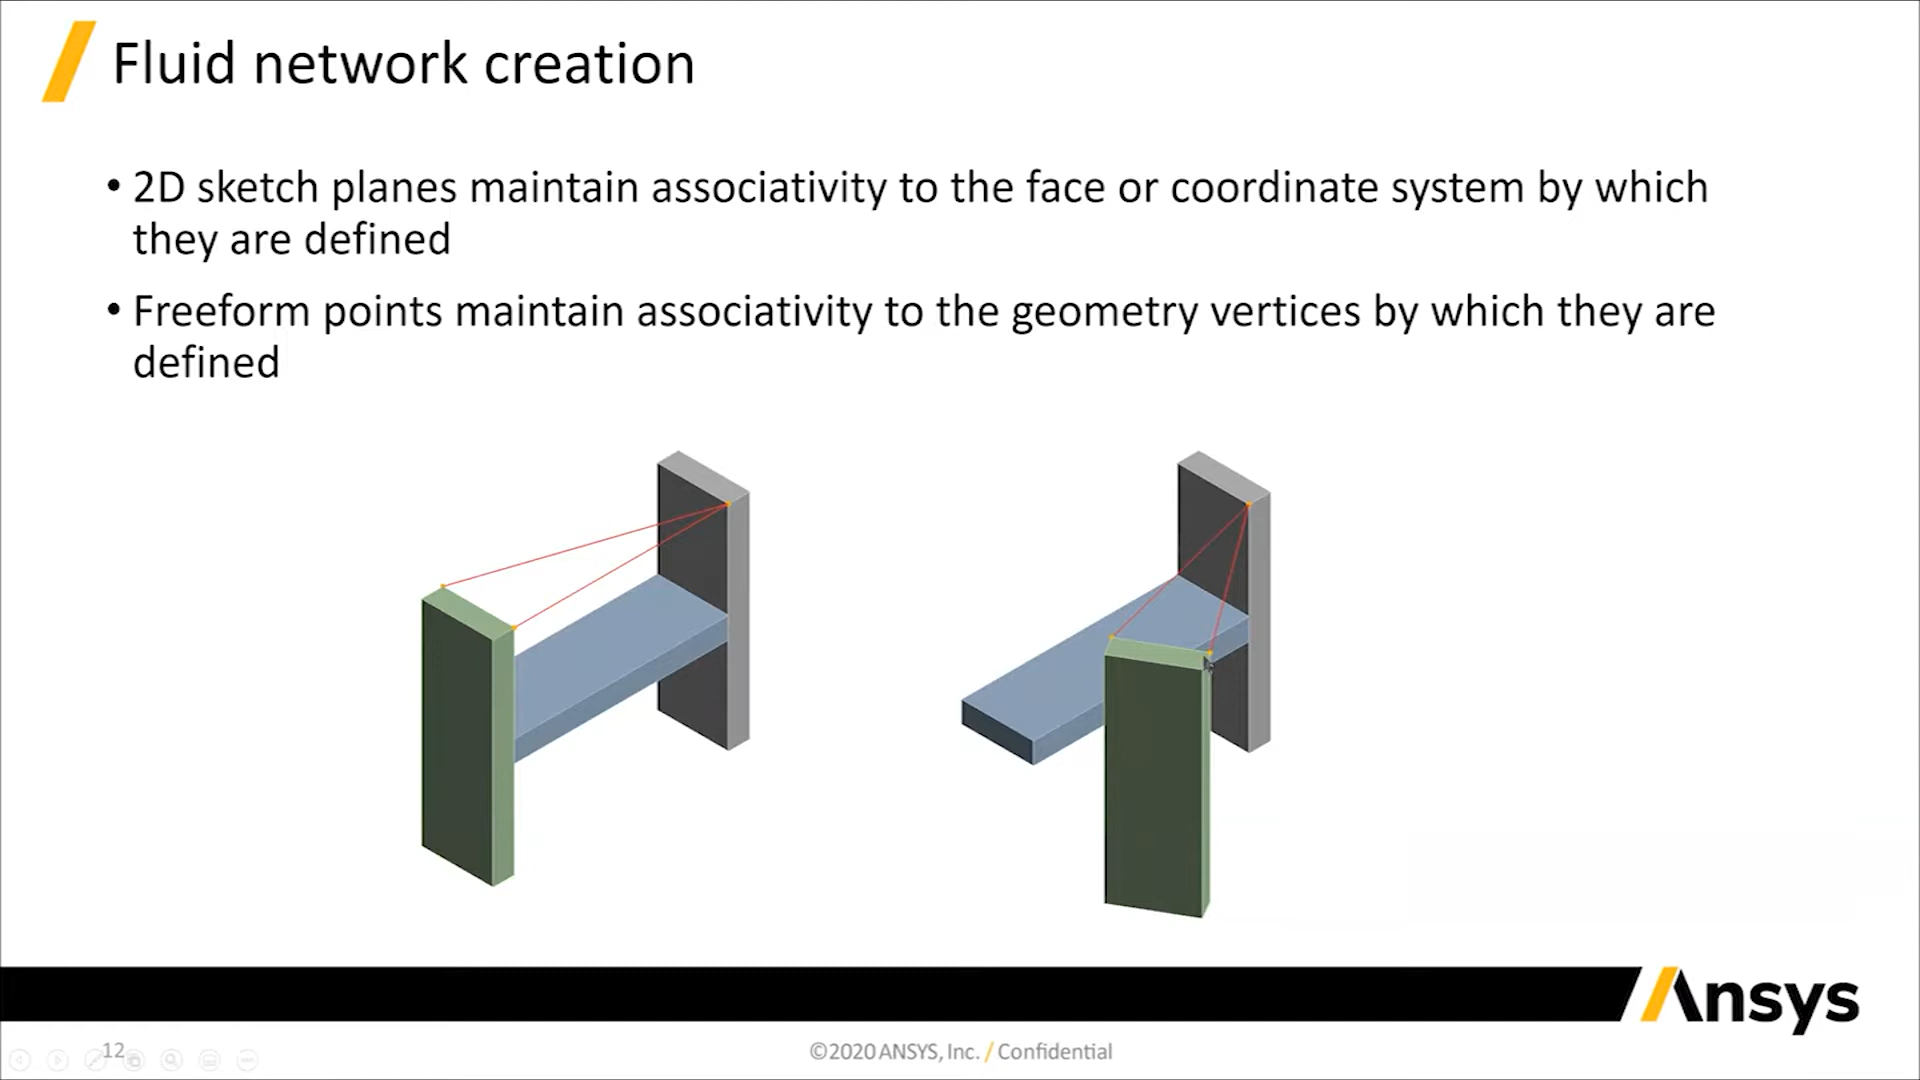 Fluid network creation
• 2D sketch planes maintain associativity to the face or coordinate system by which
they are defined
• Freeform points maintain associativity to the geometry vertices by which they are
defined
Ansys
12
©2020 ANSYS, Inc. / Confidential